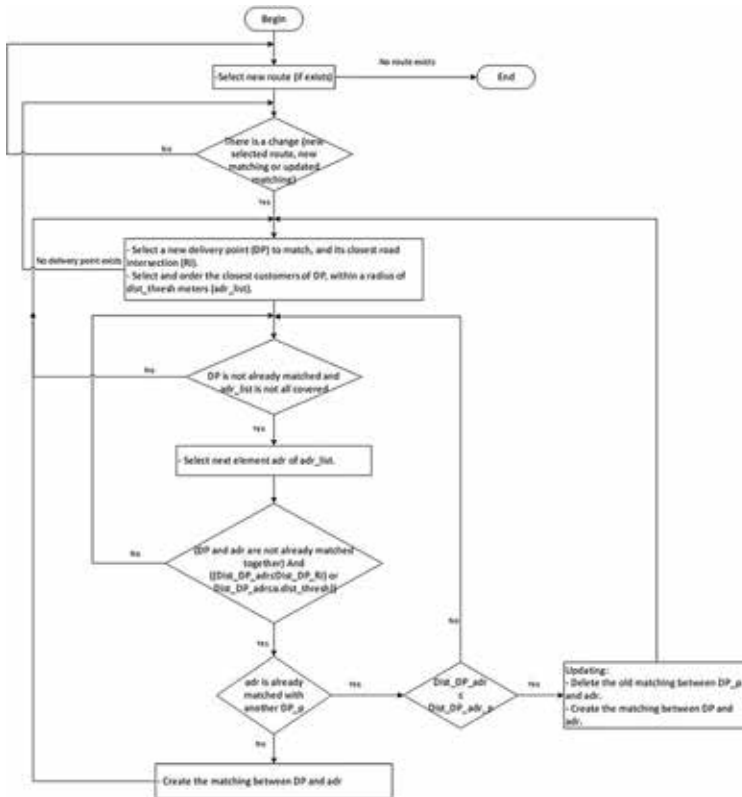 Begin
-Select new route (if exists)
No route exists
End
There is a change (new
selected route, new
matching or updated
matching)
No
Yes
- Select a new delivery point (DP) to match, and its closest road
intersection (RI).
- Select and order the closest customers of DP, within a radius of
dist_thresh meters (adr_list).
No delivery point exists
DP is not already matched and
adr_list is not all covered
No
Yes
- Select next element adr of adr_list.
(DP and adr are not already matched
together) And
((Dist_DP_adr≤Dist_DP_RI) or
Dist_DP_adr≤a.dist_thresh))
No
Yes
adr is already
matched with
another DP_p
Yes
Dist_DP_adr
≤
Dist_DP_adr_p
No
Yes
Updating:
- Delete the old matching between DP_p
and adr.
- Create the matching between DP and
adr.
No
- Create the matching between DP and adr